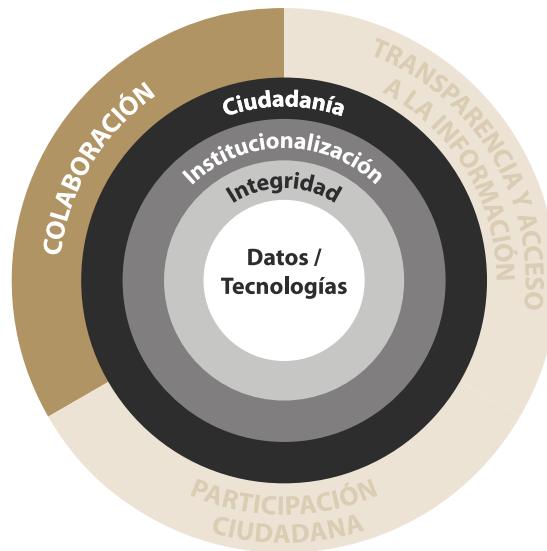 COLABORACIÓN
TRANSPARENCIA Y ACCESO
A LA INFORMACIÓN
Ciudadanía
Institucionalización
Integridad
Datos /
Tecnologías
PARTICIPACIÓN
CIUDADANA